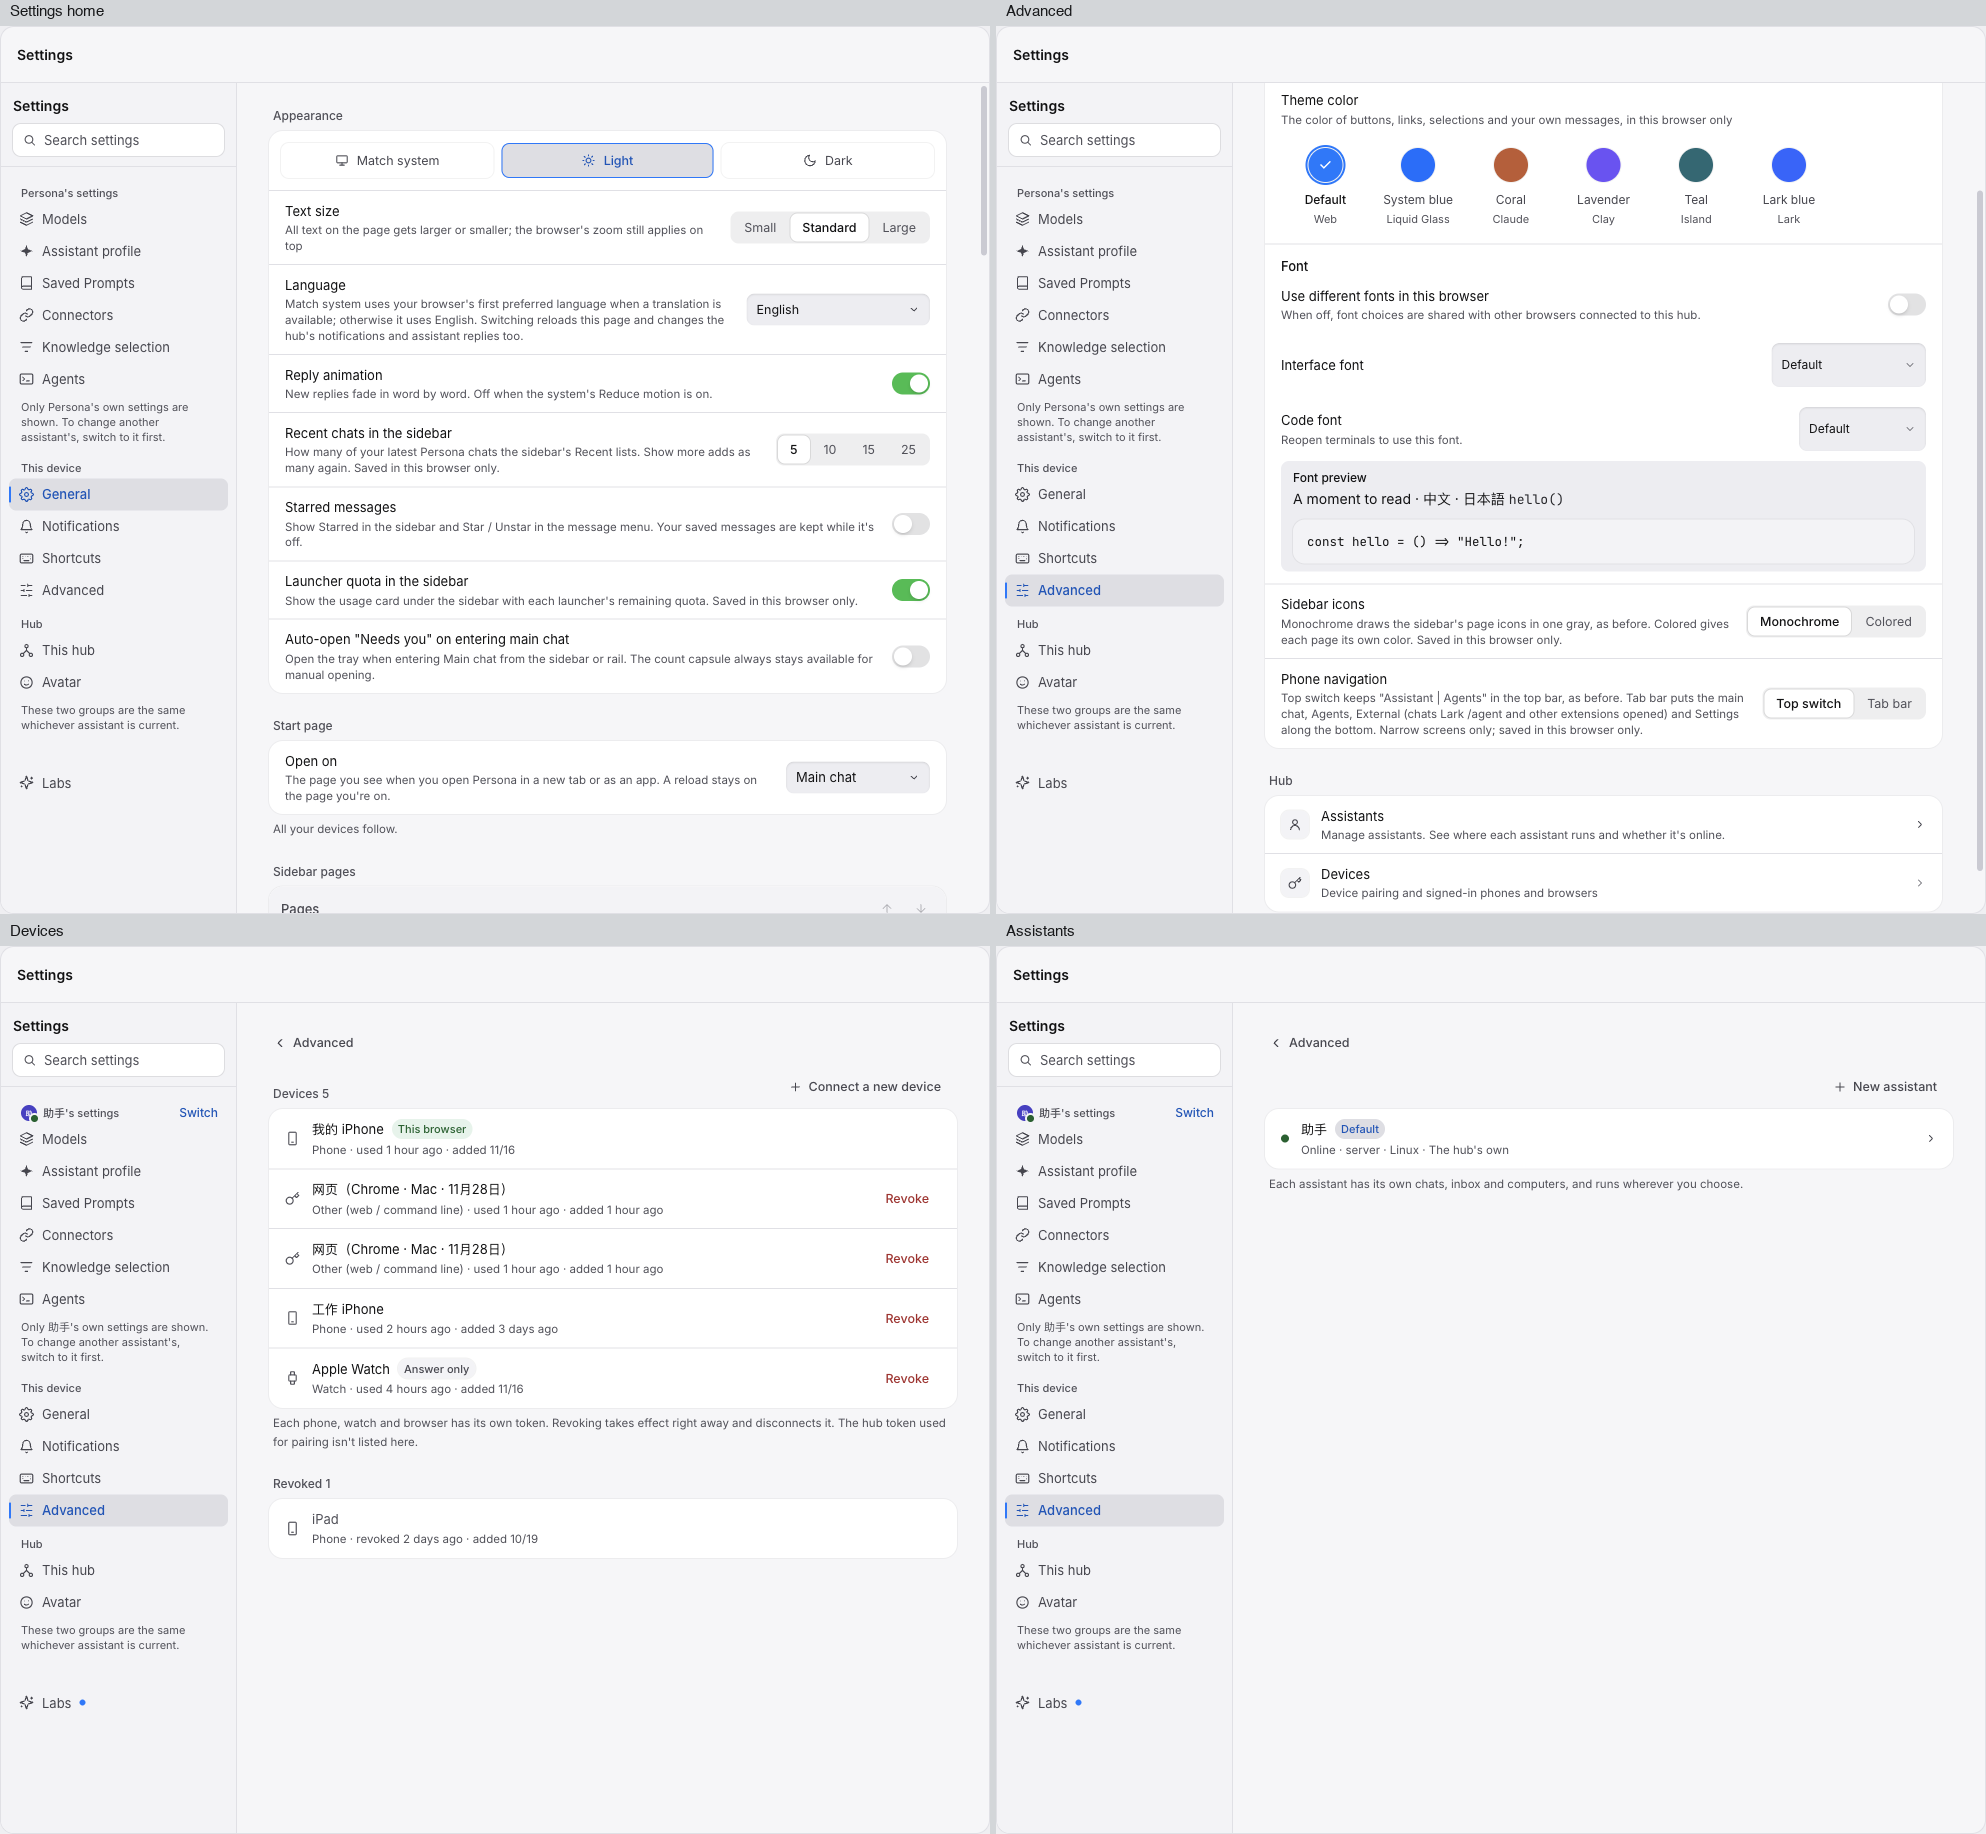 Settings home
Settings
Settings
Search settings
Persona's settings
Models
Assistant profile
Saved Prompts
Connectors
Knowledge selection
Agents
Only Persona's own settings are
shown. To change another
assistant's, switch to it first.
This device
General
Notifications
Shortcuts
Advanced
Hub
This hub
Avatar
These two groups are the same
whichever assistant is current.
Labs
Appearance
Match system
Light
Dark
Text size
All text on the page gets larger or smaller; the browser's zoom still applies on
top
Small
Standard
Large
Language
Match system uses your browser's first preferred language when a translation is
available; otherwise it uses English. Switching reloads this page and changes the
hub's notifications and assistant replies too.
English
Reply animation
New replies fade in word by word. Off when the system's Reduce motion is on.
Recent chats in the sidebar
How many of your latest Persona chats the sidebar's Recent lists. Show more adds as
many again. Saved in this browser only.
5
10
15
25
Starred messages
Show Starred in the sidebar and Star / Unstar in the message menu. Your saved messages are kept while it's
off.
Launcher quota in the sidebar
Show the usage card under the sidebar with each launcher's remaining quota. Saved in this browser only.
Auto-open "Needs you" on entering main chat
Open the tray when entering Main chat from the sidebar or rail. The count capsule always stays available for
manual opening.
Start page
Open on
The page you see when you open Persona in a new tab or as an app. A reload stays on
the page you're on.
Main chat
All your devices follow.
Sidebar pages
Pages
Advanced
Settings
Settings
Search settings
Persona's settings
Models
Assistant profile
Saved Prompts
Connectors
Knowledge selection
Agents
Only Persona's own settings are
shown. To change another
assistant's, switch to it first.
This device
General
Notifications
Shortcuts
Advanced
Hub
This hub
Avatar
These two groups are the same
whichever assistant is current.
Labs
Theme color
The color of buttons, links, selections and your own messages, in this browser only
Default
Web
System blue
Liquid Glass
Coral
Claude
Lavender
Clay
Teal
Island
Lark blue
Lark
Font
Use different fonts in this browser
When off, font choices are shared with other browsers connected to this hub.
Interface font
Default
Code font
Reopen terminals to use this font.
Default
Font preview
A moment to read · 中文 · 日本語 hello()
const hello = () => "Hello!";
Sidebar icons
Monochrome draws the sidebar's page icons in one gray, as before. Colored gives
each page its own color. Saved in this browser only.
Monochrome
Colored
Phone navigation
Top switch keeps "Assistant | Agents" in the top bar, as before. Tab bar puts the main
chat, Agents, External (chats Lark /agent and other extensions opened) and Settings
along the bottom. Narrow screens only; saved in this browser only.
Top switch
Tab bar
Hub
Assistants
Manage assistants. See where each assistant runs and whether it's online.
Devices
Device pairing and signed-in phones and browsers
Devices
Settings
Settings
Search settings
助手's settings
Switch
Models
Assistant profile
Saved Prompts
Connectors
Knowledge selection
Agents
Only 助手's own settings are shown.
To change another assistant's,
switch to it first.
This device
General
Notifications
Shortcuts
Advanced
Hub
This hub
Avatar
These two groups are the same
whichever assistant is current.
Labs
Advanced
Devices 5
Connect a new device
我的 iPhone
This browser
Phone · used 1 hour ago · added 11/16
网页（Chrome · Mac · 11月28日）
Other (web / command line) · used 1 hour ago · added 1 hour ago
Revoke
网页（Chrome · Mac · 11月28日）
Other (web / command line) · used 1 hour ago · added 1 hour ago
Revoke
工作 iPhone
Phone · used 2 hours ago · added 3 days ago
Revoke
Apple Watch
Answer only
Watch · used 4 hours ago · added 11/16
Revoke
Each phone, watch and browser has its own token. Revoking takes effect right away and disconnects it. The hub token used
for pairing isn't listed here.
Revoked 1
iPad
Phone · revoked 2 days ago · added 10/19
Assistants
Settings
Settings
Search settings
助手's settings
Switch
Models
Assistant profile
Saved Prompts
Connectors
Knowledge selection
Agents
Only 助手's own settings are shown.
To change another assistant's,
switch to it first.
This device
General
Notifications
Shortcuts
Advanced
Hub
This hub
Avatar
These two groups are the same
whichever assistant is current.
Labs
Advanced
New assistant
助手
Default
Online · server · Linux · The hub's own
Each assistant has its own chats, inbox and computers, and runs wherever you choose.